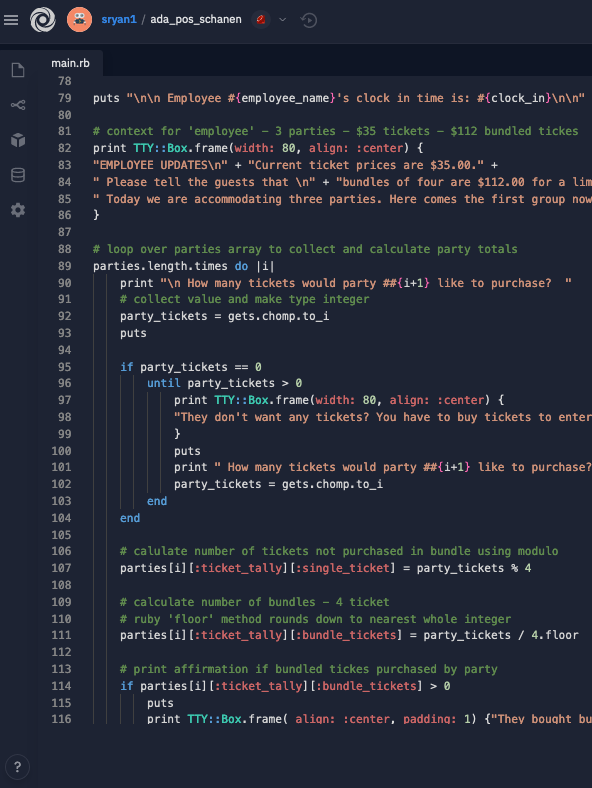 sryan1 / ada_pos_schanen
main.rb
78
79 puts "\n\n Employee #{employee_name}'s clock in time is: #{clock_in}\n\n"
80
81 # context for 'employee' - 3 parties - $35 tickets - $112 bundled tickes
82 print TTY::Box.frame(width: 80, align: :center) {
83 "EMPLOYEE UPDATES\n" + "Current ticket prices are $35.00." +
84 " Please tell the guests that \n" + "bundles of four are $112.00 for a lim
85 " Today we are accommodating three parties. Here comes the first group now
86 }
87
88 # loop over parties array to collect and calculate party totals
89 parties.length.times do |i|
90 print "\n How many tickets would party ##{i+1} like to purchase?  "
91 # collect value and make type integer
92 party_tickets = gets.chomp.to_i
93 puts
94
95 if party_tickets == 0
96 until party_tickets > 0
97 print TTY::Box.frame(width: 80, align: :center) {
98 "They don't want any tickets? You have to buy tickets to enter
99 }
100 puts
101 print " How many tickets would party ##{i+1} like to purchase?
102 party_tickets = gets.chomp.to_i
103 end
104 end
105
106 # calulate number of tickets not purchased in bundle using modulo
107 parties[i][:ticket_tally][:single_ticket] = party_tickets % 4
108
109 # calculate number of bundles - 4 ticket
110 # ruby 'floor' method rounds down to nearest whole integer
111 parties[i][:ticket_tally][:bundle_tickets] = party_tickets / 4.floor
112
113 # print affirmation if bundled tickes purchased by party
114 if parties[i][:ticket_tally][:bundle_tickets] > 0
115 puts
116 print TTY::Box.frame( align: :center, padding: 1) {"They bought bu
?